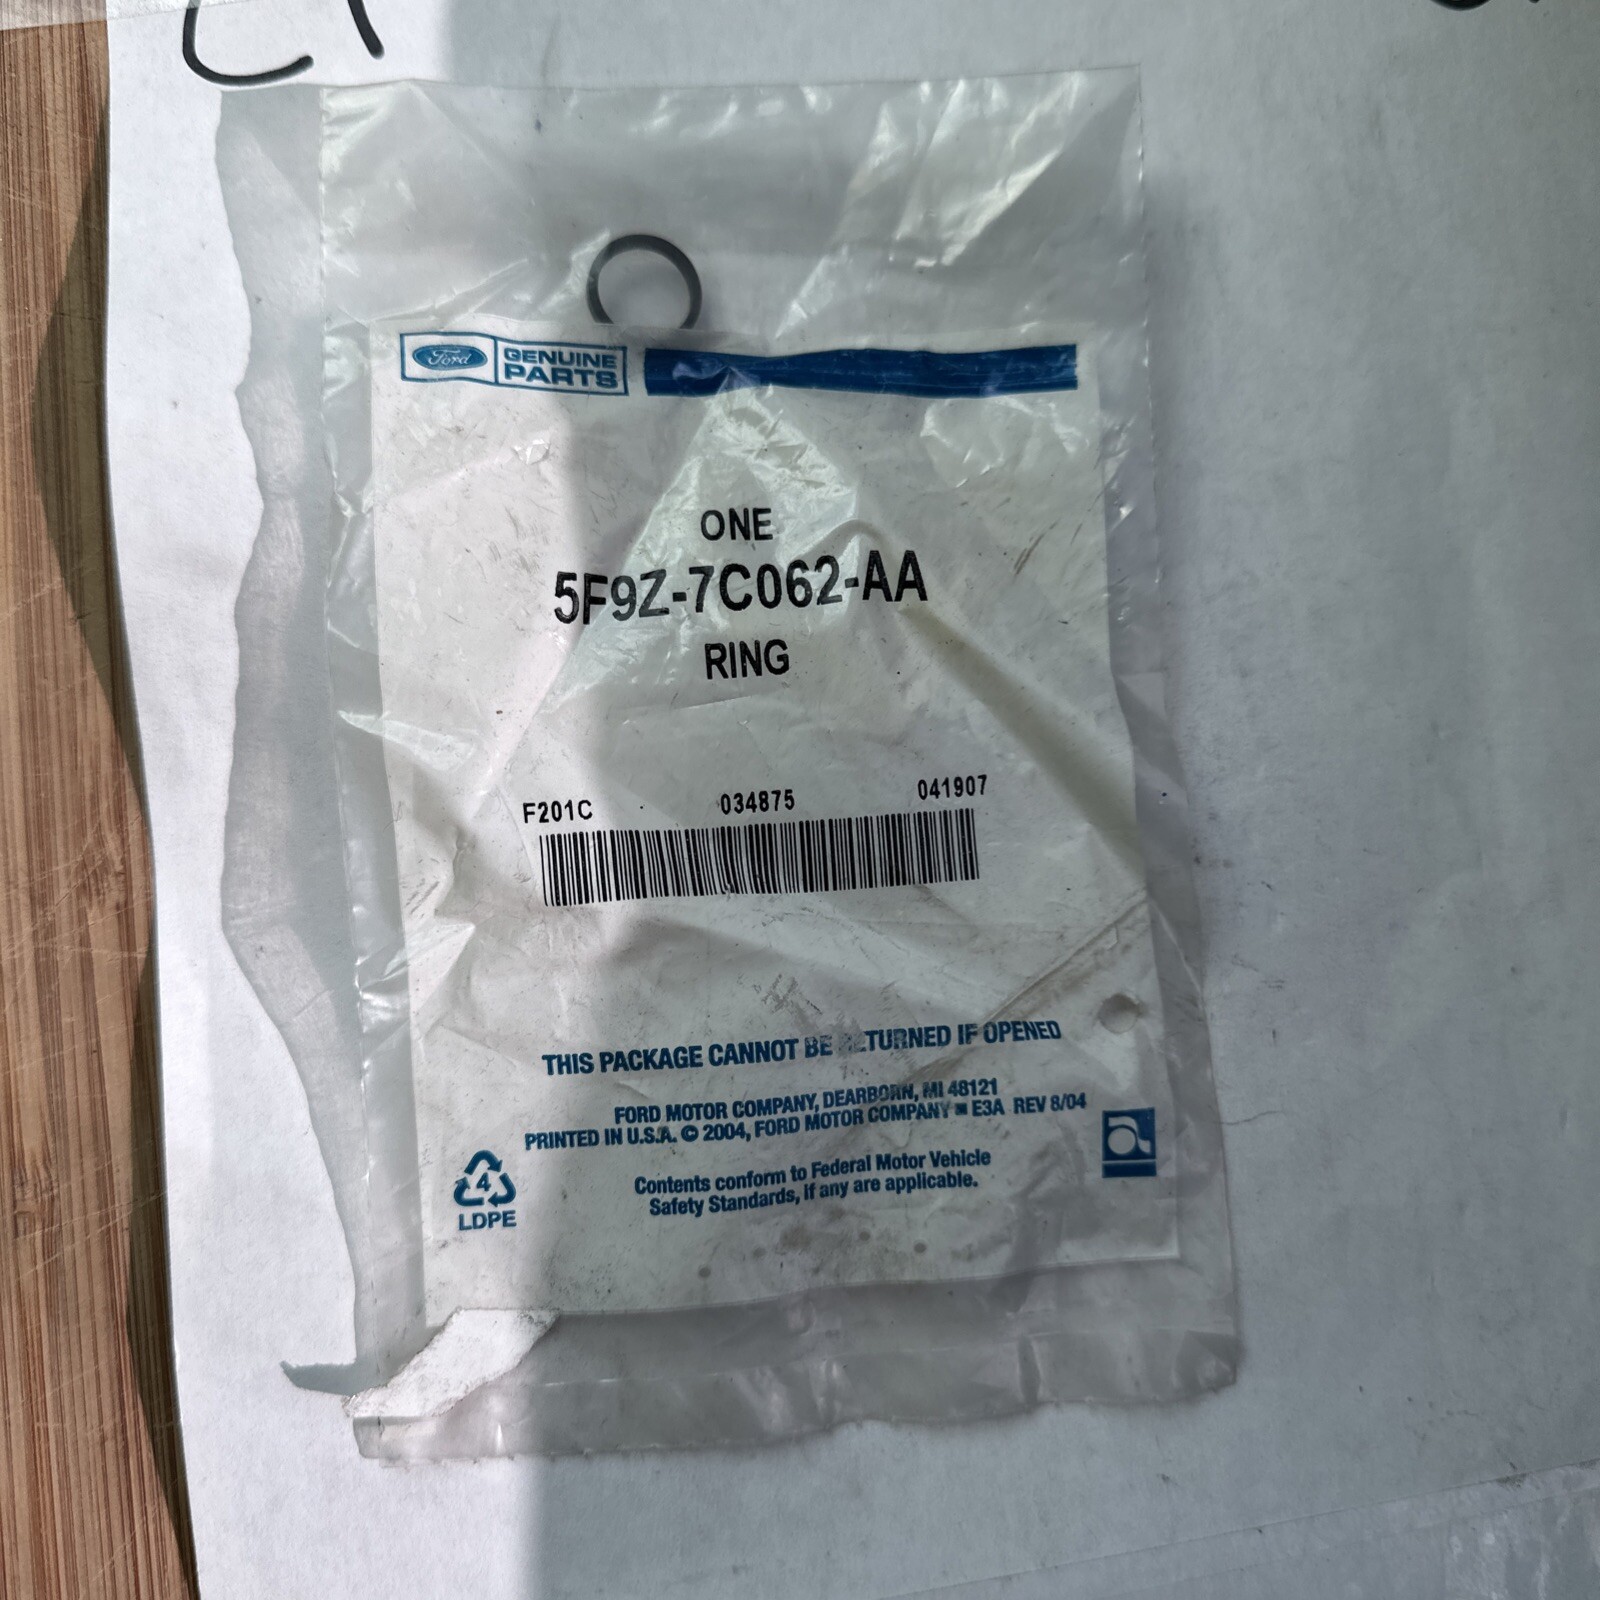 Ford GENUINE
PARTS
ONE
5F9Z-7C062-AA
RING
F201C 034875 041907
THIS PACKAGE CANNOT BE RETURNED IF OPENED
FORD MOTOR COMPANY, DEARBORN, MI 48121
PRINTED IN U.S.A. © 2004, FORD MOTOR COMPANY E3A REV 8/04
Contents conform to Federal Motor Vehicle
Safety Standards, if any are applicable.
4
LDPE